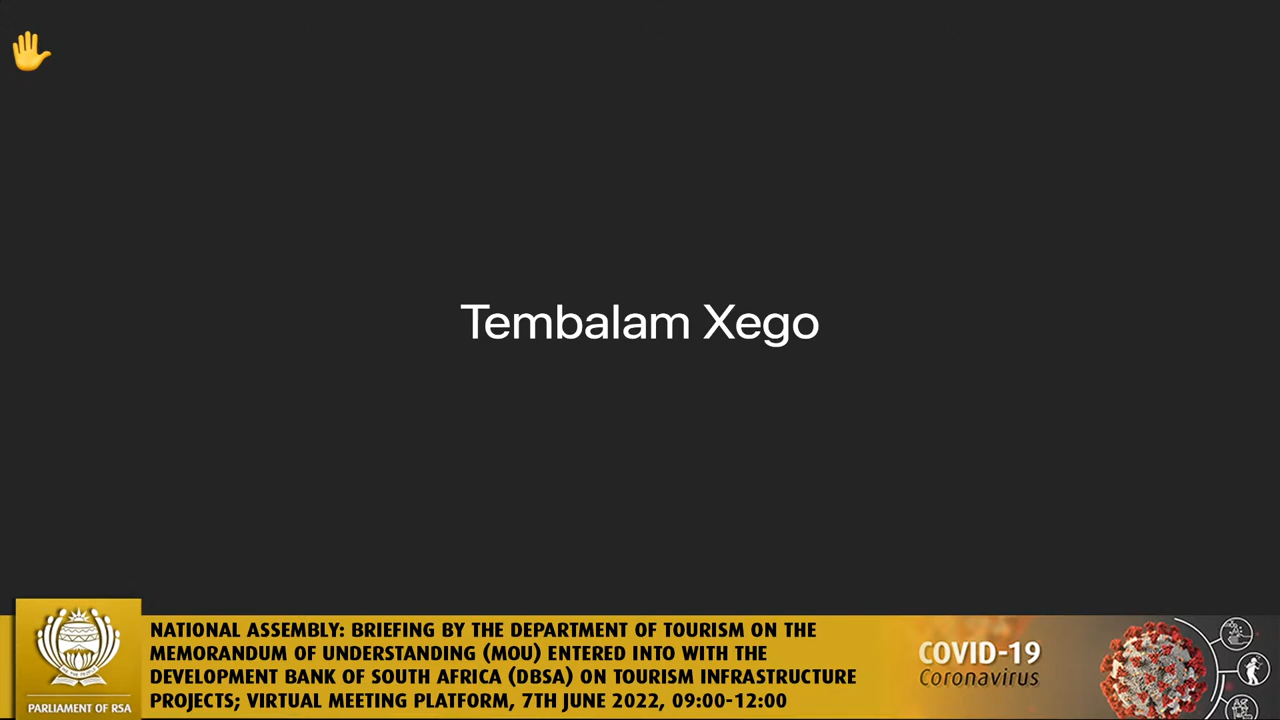 Tembalam Xego
NATIONAL ASSEMBLY: BRIEFING BY THE DEPARTMENT OF TOURISM ON THE
MEMORANDUM OF UNDERSTANDING (MOU) ENTERED INTO WITH THE
DEVELOPMENT BANK OF SOUTH AFRICA (DBSA) ON TOURISM INFRASTRUCTURE
PROJECTS; VIRTUAL MEETING PLATFORM, 7TH JUNE 2022, 09:00-12:00
PARLIAMENT OF RSA
COVID-19
Coronavirus